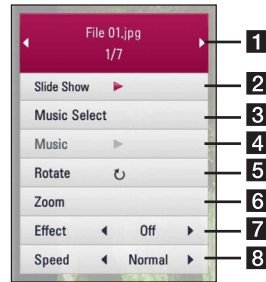 File 01.jpg 1
1/7
Slide Show 2
Music Select 3
Music 4
Rotate 5
Zoom 6
Effect Off 7
Speed Normal 8